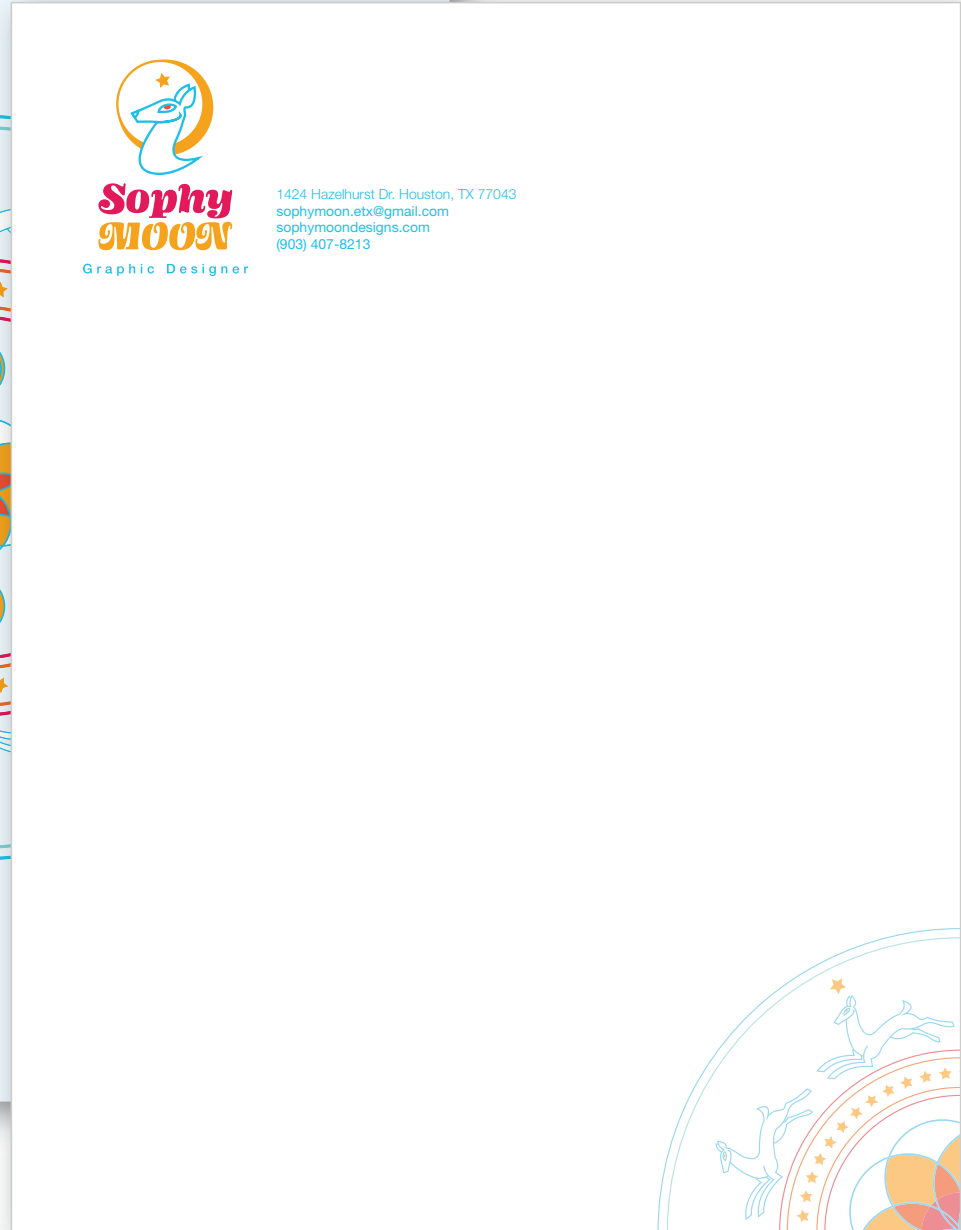 Sophy
MOON
Graphic Designer
1424 Hazelhurst Dr. Houston, TX 77043
sophymoon.etx@gmail.com
sophymoondesigns.com
(903) 407-8213